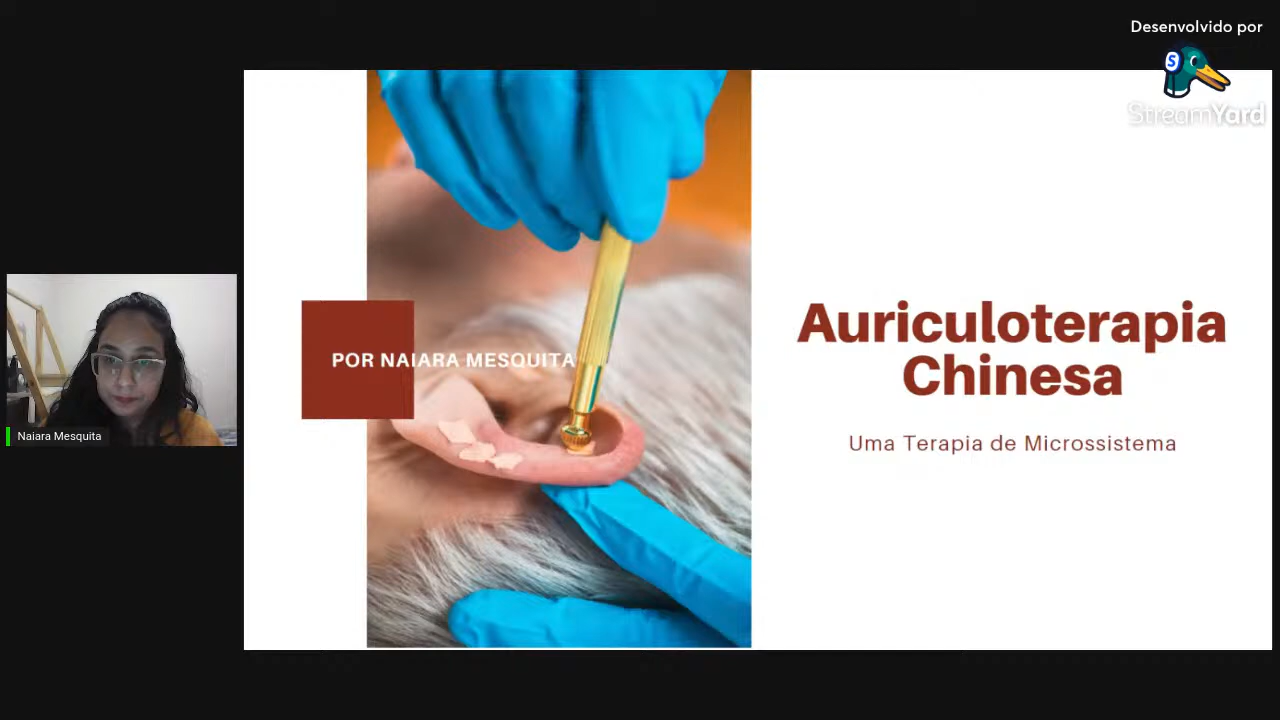 Desenvolvido por
StreamYard
POR NAIARA MESQUITA
Auriculoterapia
Chinesa
Uma Terapia de Microssistema
Naiara Mesquita